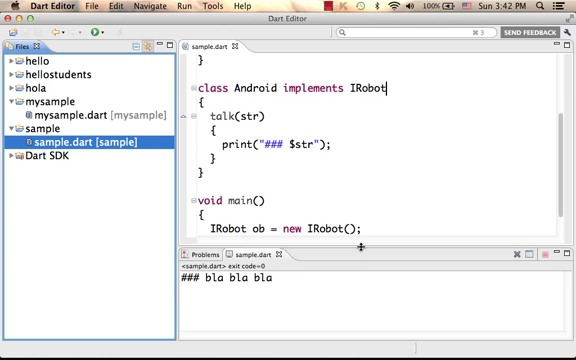 Dart Editor File Edit Navigate Run Tools Help 100% Sun 3:42 PM
Dart Editor
3
SEND FEEDBACK
Files
hello
hellostudents
hola
mysample
mysample.dart [mysample]
sample
sample.dart [sample]
Dart SDK
sample.dart
}
class Android implements IRobot
{
talk(str)
{
print("### $str");
}
}
void main()
{
IRobot ob = new IRobot();
Problems sample.dart
<sample.dart> exit code=0
### bla bla bla